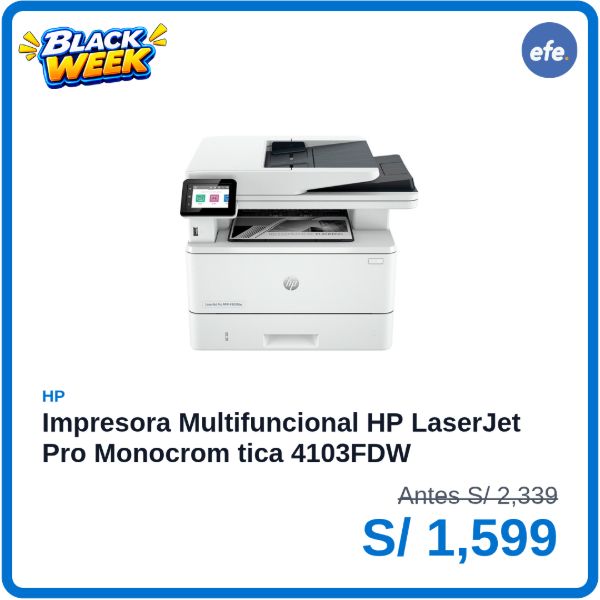 BLACK
WEEK
efe.
HP
Impresora Multifuncional HP LaserJet
Pro Monocrom tica 4103FDW
Antes S/ 2,339
S/ 1,599